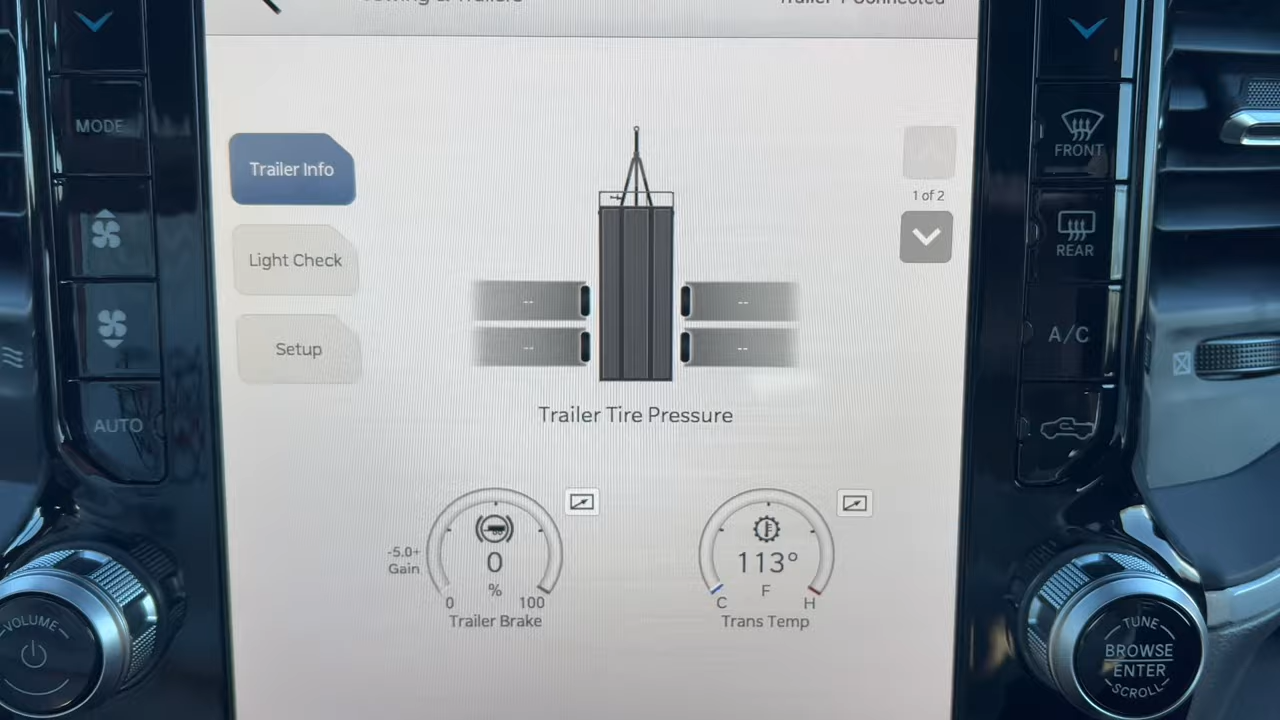 MODE
AUTO
VOLUME
Trailer Info
Light Check
Setup
1 of 2
--
--
--
--
Trailer Tire Pressure
-5.0+
Gain
0
%
0
100
Trailer Brake
113°
F
C
H
Trans Temp
FRONT
REAR
A/C
TUNE
BROWSE
ENTER
SCROLL